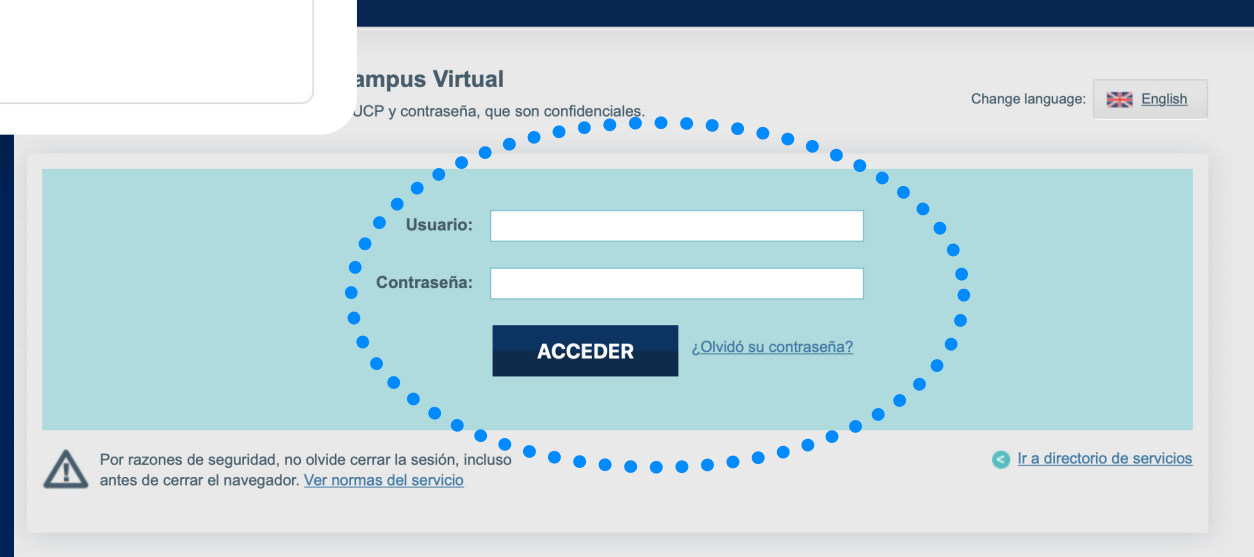 ampus Virtual
UCP y contraseña, que son confidenciales.
Change language: English
Usuario:
Contraseña:
ACCEDER
¿Olvidó su contraseña?
Por razones de seguridad, no olvide cerrar la sesión, incluso
antes de cerrar el navegador. Ver normas del servicio
Ir a directorio de servicios